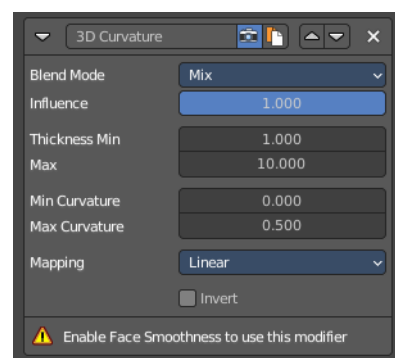 3D Curvature
Blend Mode Mix
Influence 1.000
Thickness Min 1.000
Max 10.000
Min Curvature 0.000
Max Curvature 0.500
Mapping Linear
Invert
Enable Face Smoothness to use this modifier